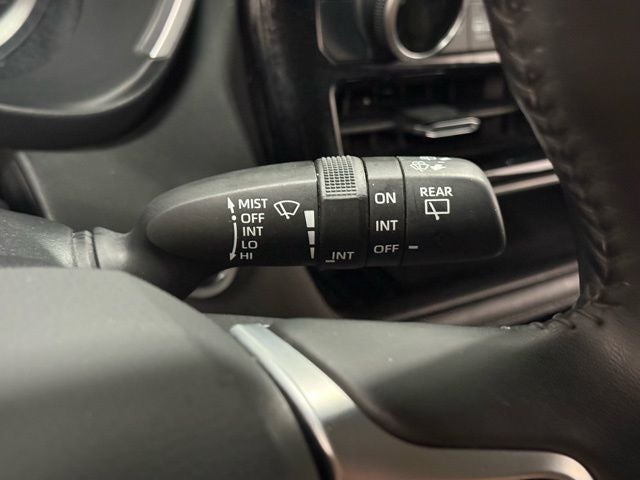 MIST
OFF
INT
LO
HI
INT
ON
INT
OFF
REAR